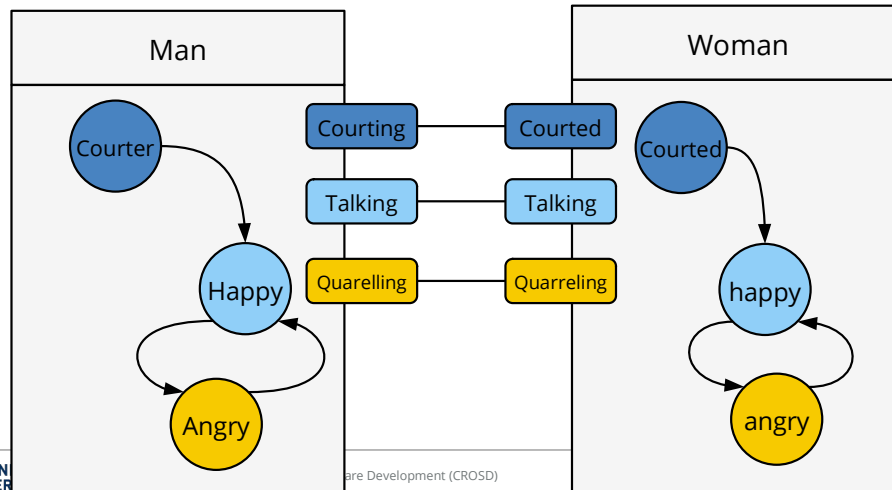 Man
Woman
Courting
Courted
Courter
Courted
Talking
Talking
Quarelling
Quarreling
Happy
happy
Angry
angry
are Development (CROSD)